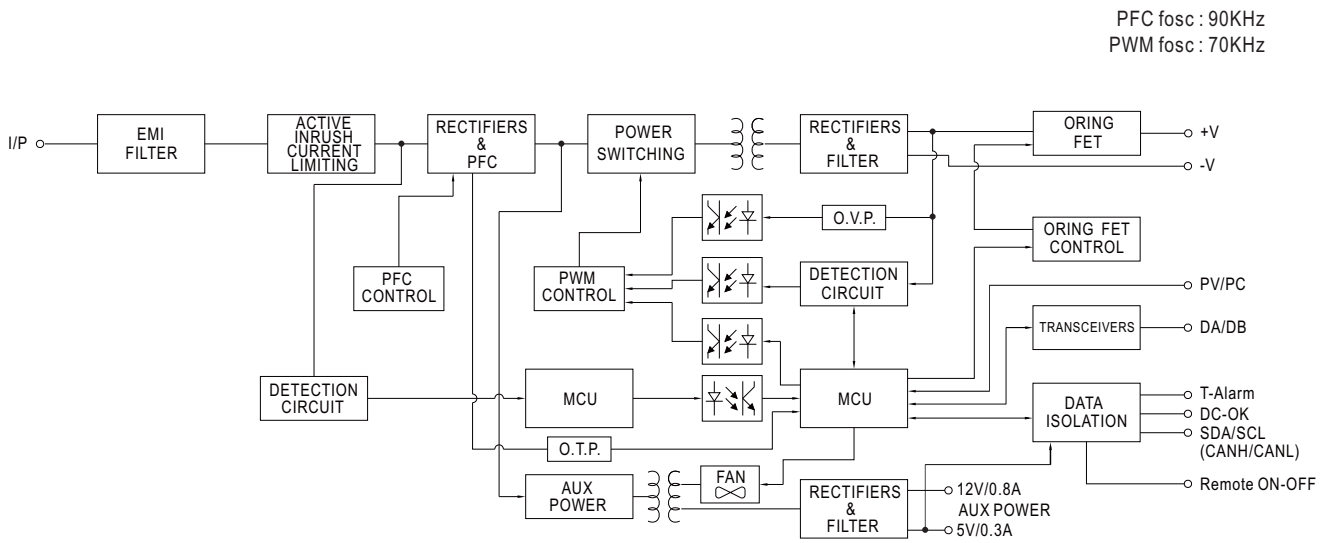 PFC fosc : 90KHz
PWM fosc : 70KHz
I/P
EMI
FILTER
ACTIVE
INRUSH
CURRENT
LIMITING
RECTIFIERS
&
PFC
POWER
SWITCHING
RECTIFIERS
&
FILTER
ORING
FET
+V
-V
O.V.P.
ORING FET
CONTROL
PFC
CONTROL
PWM
CONTROL
DETECTION
CIRCUIT
PV/PC
TRANSCEIVERS
DA/DB
DETECTION
CIRCUIT
MCU
MCU
DATA
ISOLATION
T-Alarm
DC-OK
SDA/SCL
(CANH/CANL)
O.T.P.
AUX
POWER
FAN
RECTIFIERS
&
FILTER
12V/0.8A
AUX POWER
5V/0.3A
Remote ON-OFF